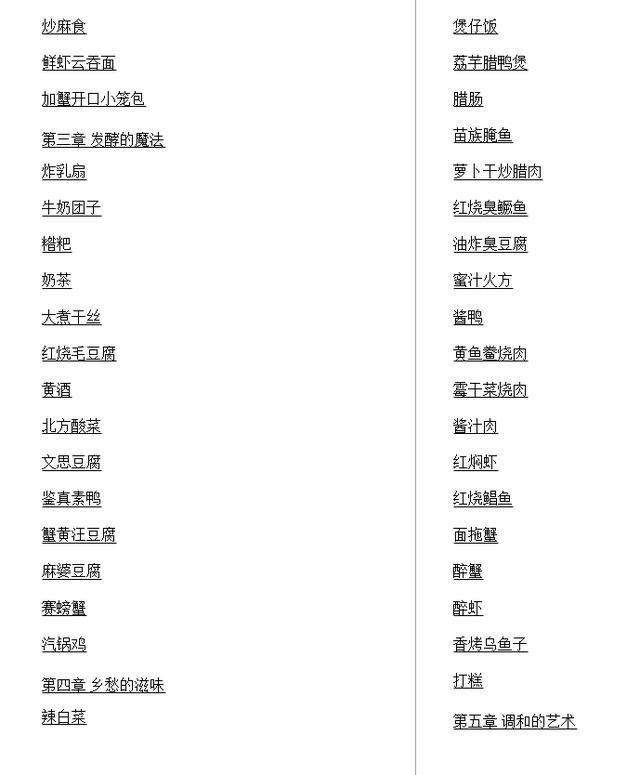 炒麻食
鲜虾云吞面
加蟹开口小笼包
第三章 发酵的魔法
炸乳扇
牛奶团子
糌粑
奶茶
大煮干丝
红烧毛豆腐
黄酒
北方酸菜
文思豆腐
鉴真素鸭
蟹黄汪豆腐
麻婆豆腐
赛螃蟹
汽锅鸡
第四章 乡愁的滋味
辣白菜
煲仔饭
荔芋腊鸭煲
腊肠
苗族腌鱼
萝卜干炒腊肉
红烧臭鳜鱼
油炸臭豆腐
蜜汁火方
酱鸭
黄鱼鲞烧肉
霉干菜烧肉
酱汁肉
红焖虾
红烧鲳鱼
面拖蟹
醉蟹
醉虾
香烤乌鱼子
打糕
第五章 调和的艺术